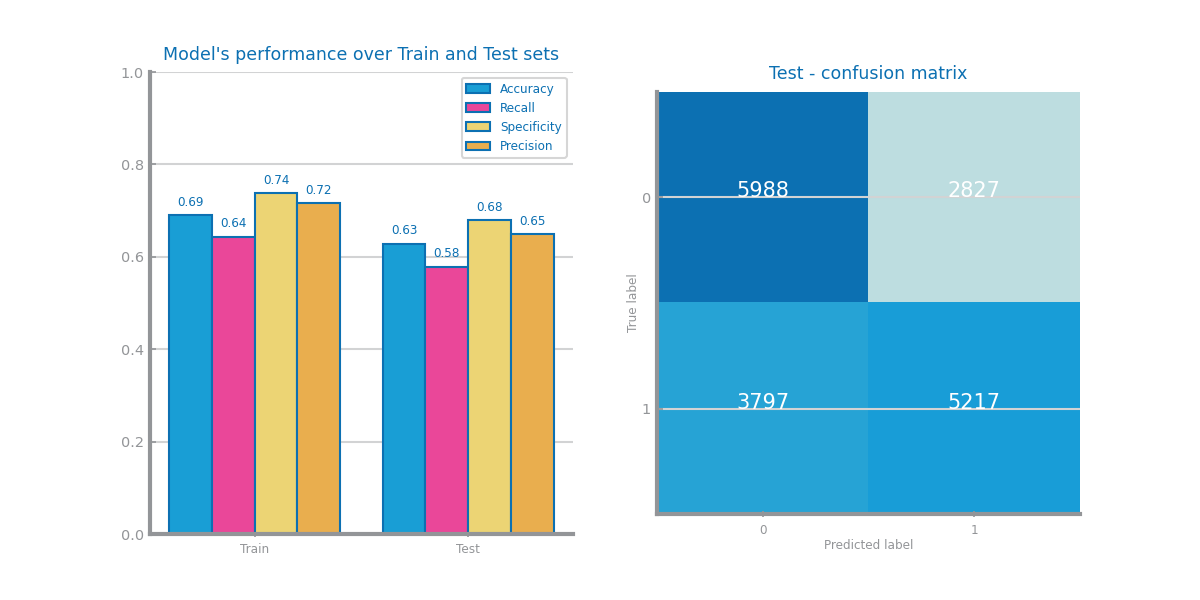 Model's performance over Train and Test sets
1.0
0.8
0.6
0.4
0.2
0.0
Accuracy
Recall
Specificity
Precision
0.69
0.64
0.74
0.72
0.63
0.58
0.68
0.65
Train
Test
Test - confusion matrix
True label
0
1
5988
2827
3797
5217
0
1
Predicted label